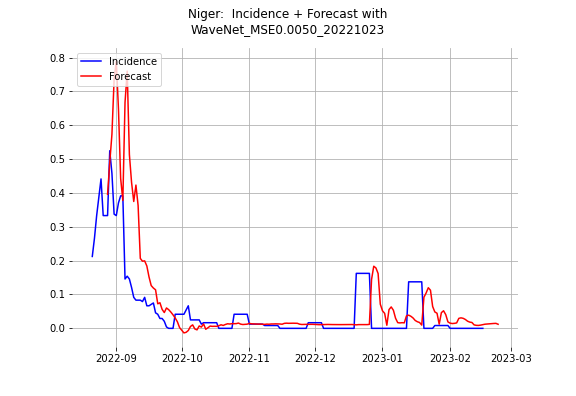 Niger:  Incidence + Forecast with
WaveNet_MSE0.0050_20221023
Incidence
Forecast
0.8
0.7
0.6
0.5
0.4
0.3
0.2
0.1
0.0
2022-09 2022-10 2022-11 2022-12 2023-01 2023-02 2023-03